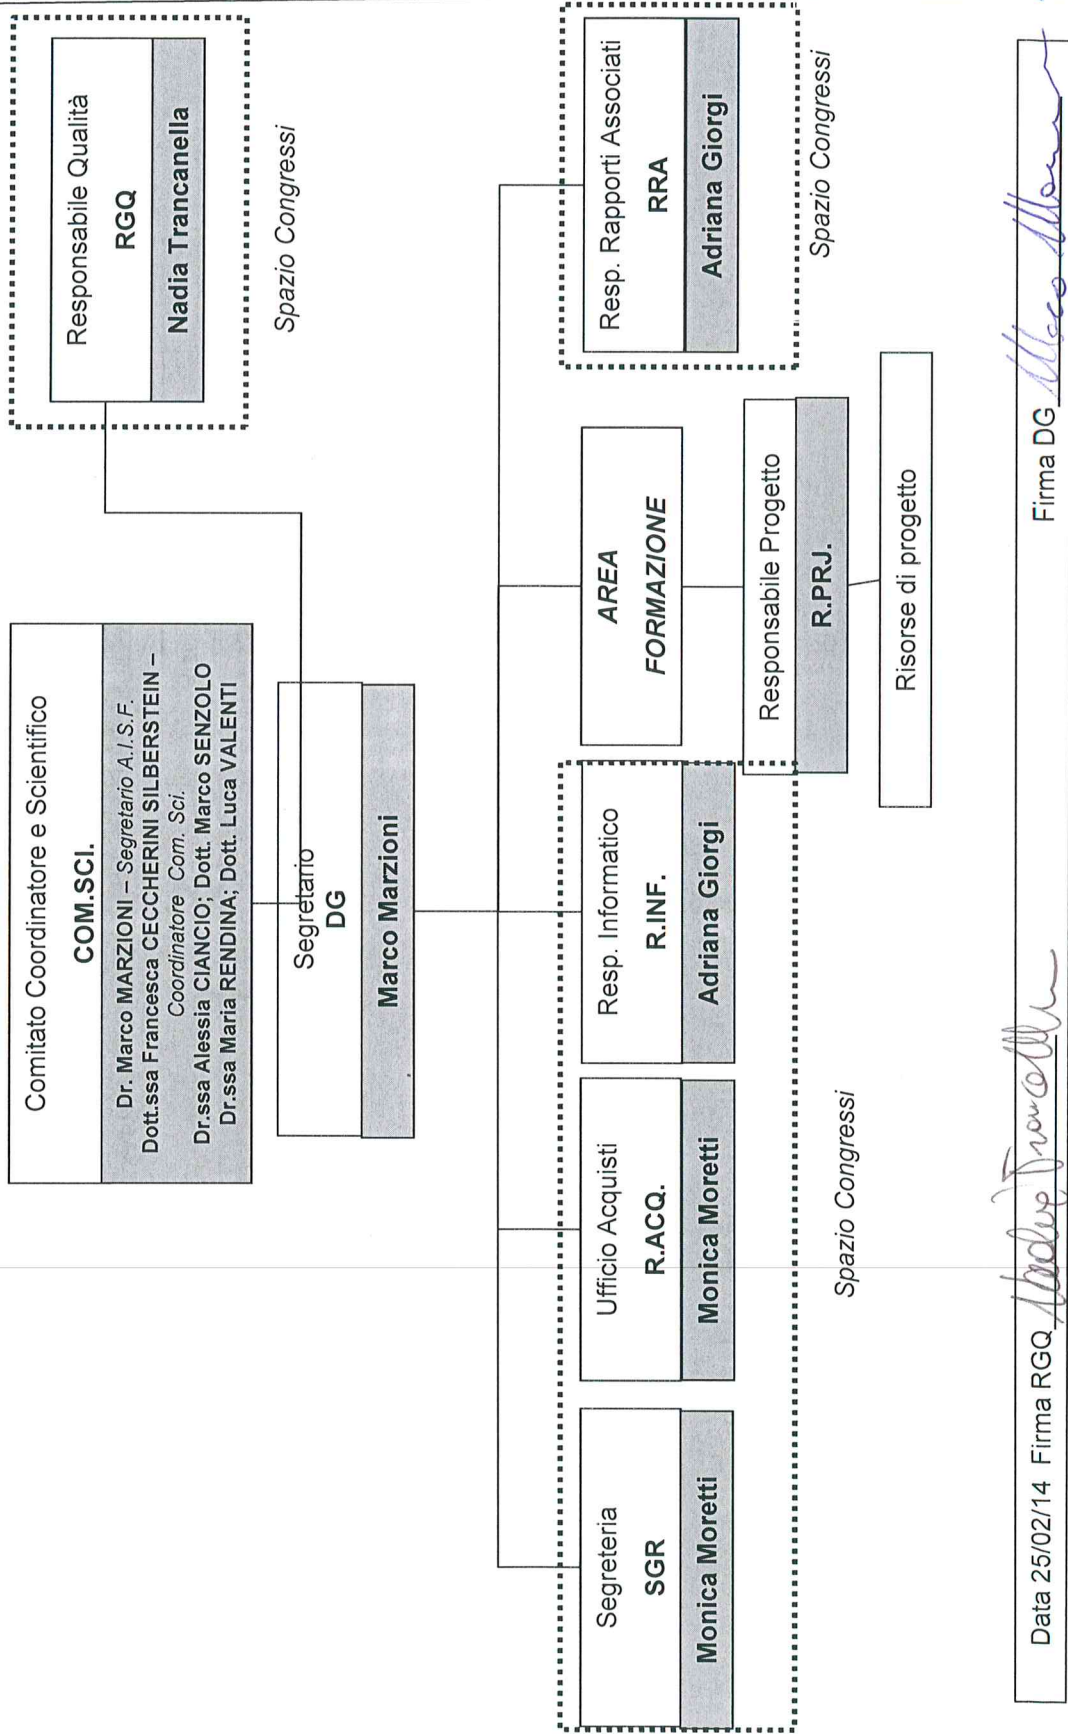 Comitato Coordinatore e Scientifico
COM.SCI.
Dr. Marco MARZIONI – Segretario A.I.S.F.
Dott.ssa Francesca CECCHERINI SILBERSTEIN –
Coordinatore Com. Sci.
Dr.ssa Alessia CIANCIO; Dott. Marco SENZOLO
Dr.ssa Maria RENDINA; Dott. Luca VALENTI
Responsabile Qualità
RGQ
Nadia Trancanella
Spazio Congressi
Segretario
DG
Marco Marzioni
Segreteria
SGR
Monica Moretti
Ufficio Acquisti
R.ACQ.
Monica Moretti
Resp. Informatico
R.INF.
Adriana Giorgi
Spazio Congressi
AREA
FORMAZIONE
Responsabile Progetto
R.PRJ.
Risorse di progetto
Resp. Rapporti Associati
RRA
Adriana Giorgi
Spazio Congressi
Data 25/02/14 Firma RGQ Firma DG